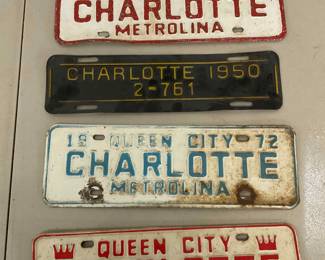 CHARLOTTE
METROLINA
CHARLOTTE 1950
2-761
19 QUEEN CITY 72
CHARLOTTE
METROLINA
QUEEN CITY